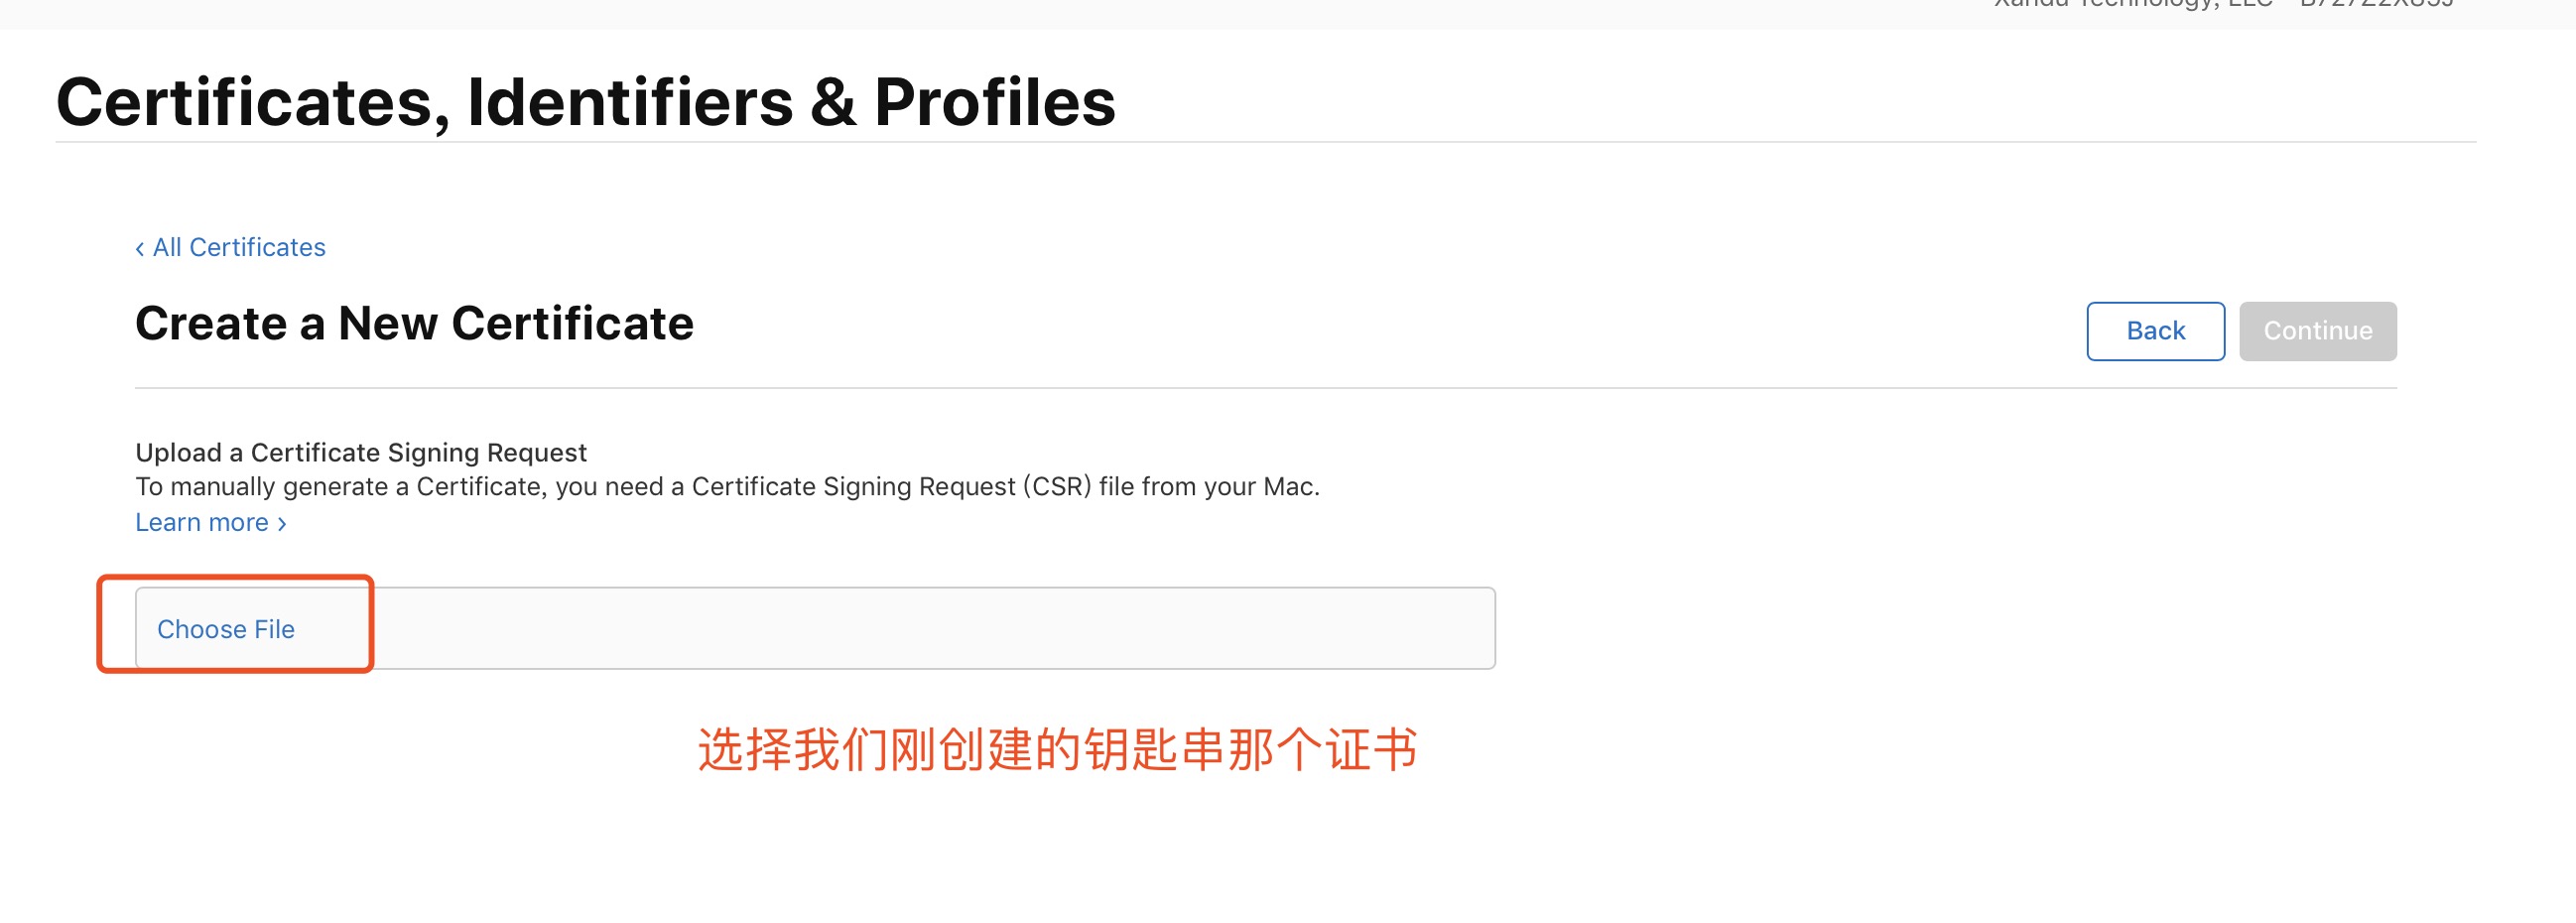 Certificates, Identifiers & Profiles
‹ All Certificates
Create a New Certificate
Back
Continue
Upload a Certificate Signing Request
To manually generate a Certificate, you need a Certificate Signing Request (CSR) file from your Mac.
Learn more ›
Choose File
选择我们刚创建的钥匙串那个证书